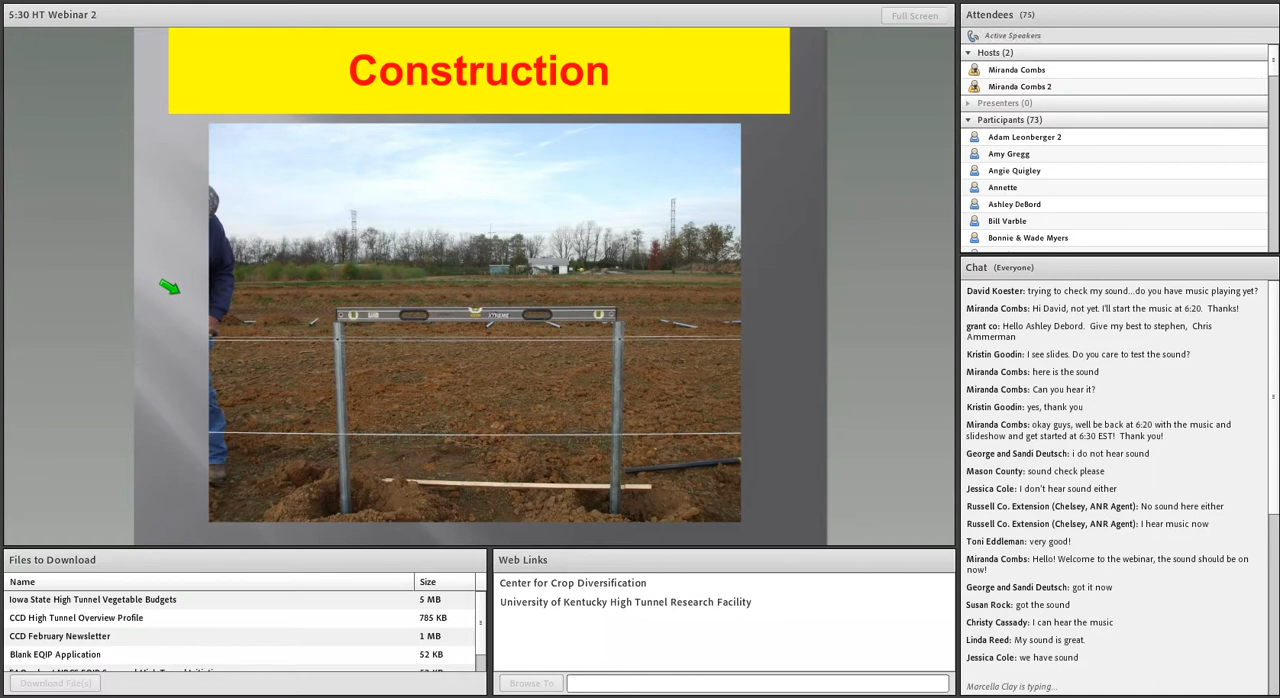 5:30 HT Webinar 2
Full Screen
Construction
XTREME
Files to Download
Name Size
Iowa State High Tunnel Vegetable Budgets 5 MB
CCD High Tunnel Overview Profile 785 KB
CCD February Newsletter 1 MB
Blank EQIP Application 52 KB
Download File(s)
Web Links
Center for Crop Diversification
University of Kentucky High Tunnel Research Facility
Browse To
Attendees (75)
Active Speakers
Hosts (2)
Miranda Combs
Miranda Combs 2
Presenters (0)
Participants (73)
Adam Leonberger 2
Amy Gregg
Angie Quigley
Annette
Ashley DeBord
Bill Varble
Bonnie & Wade Myers
Chat (Everyone)
David Koester: trying to check my sound...do you have music playing yet?
Miranda Combs: Hi David, not yet. I'll start the music at 6:20. Thanks!
grant co: Hello Ashley Debord. Give my best to stephen, Chris
Ammerman
Kristin Goodin: I see slides. Do you care to test the sound?
Miranda Combs: here is the sound
Miranda Combs: Can you hear it?
Kristin Goodin: yes, thank you
Miranda Combs: okay guys, well be back at 6:20 with the music and
slideshow and get started at 6:30 EST! Thank you!
George and Sandi Deutsch: i do not hear sound
Mason County: sound check please
Jessica Cole: I don't hear sound either
Russell Co. Extension (Chelsey, ANR Agent): No sound here either
Russell Co. Extension (Chelsey, ANR Agent): I hear music now
Toni Eddleman: very good!
Miranda Combs: Hello! Welcome to the webinar, the sound should be on
now!
George and Sandi Deutsch: got it now
Susan Rock: got the sound
Christy Cassady: I can hear the music
Linda Reed: My sound is great.
Jessica Cole: we have sound
Marcella Clay is typing...